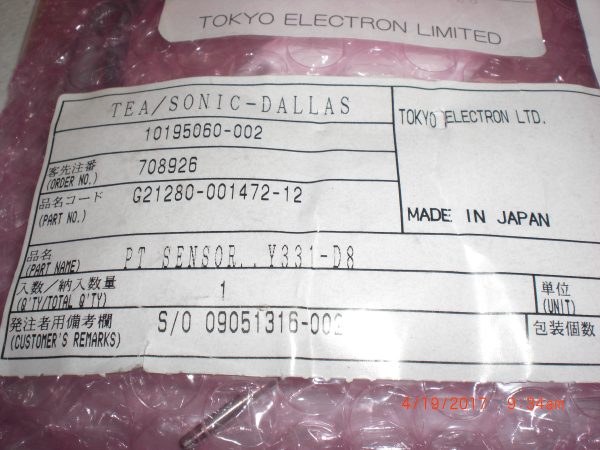 TOKYO ELECTRON LIMITED
TEA/SONIC-DALLAS
TOKYO ELECTRON LTD.
10195060-002
客先注番
(ORDER NO.)
708926
品名コード
(PART NO.)
G21280-001472-12
MADE IN JAPAN
品名
(PART NAME)
PT SENSOR, Y331-D8
入数/納入数量
(Q'TY/TOTAL Q'TY)
1
単位
(UNIT)
発注者用備考欄
(CUSTOMER'S REMARKS)
S/O 09051316-002
包装個数
4/19/2017 9:34am